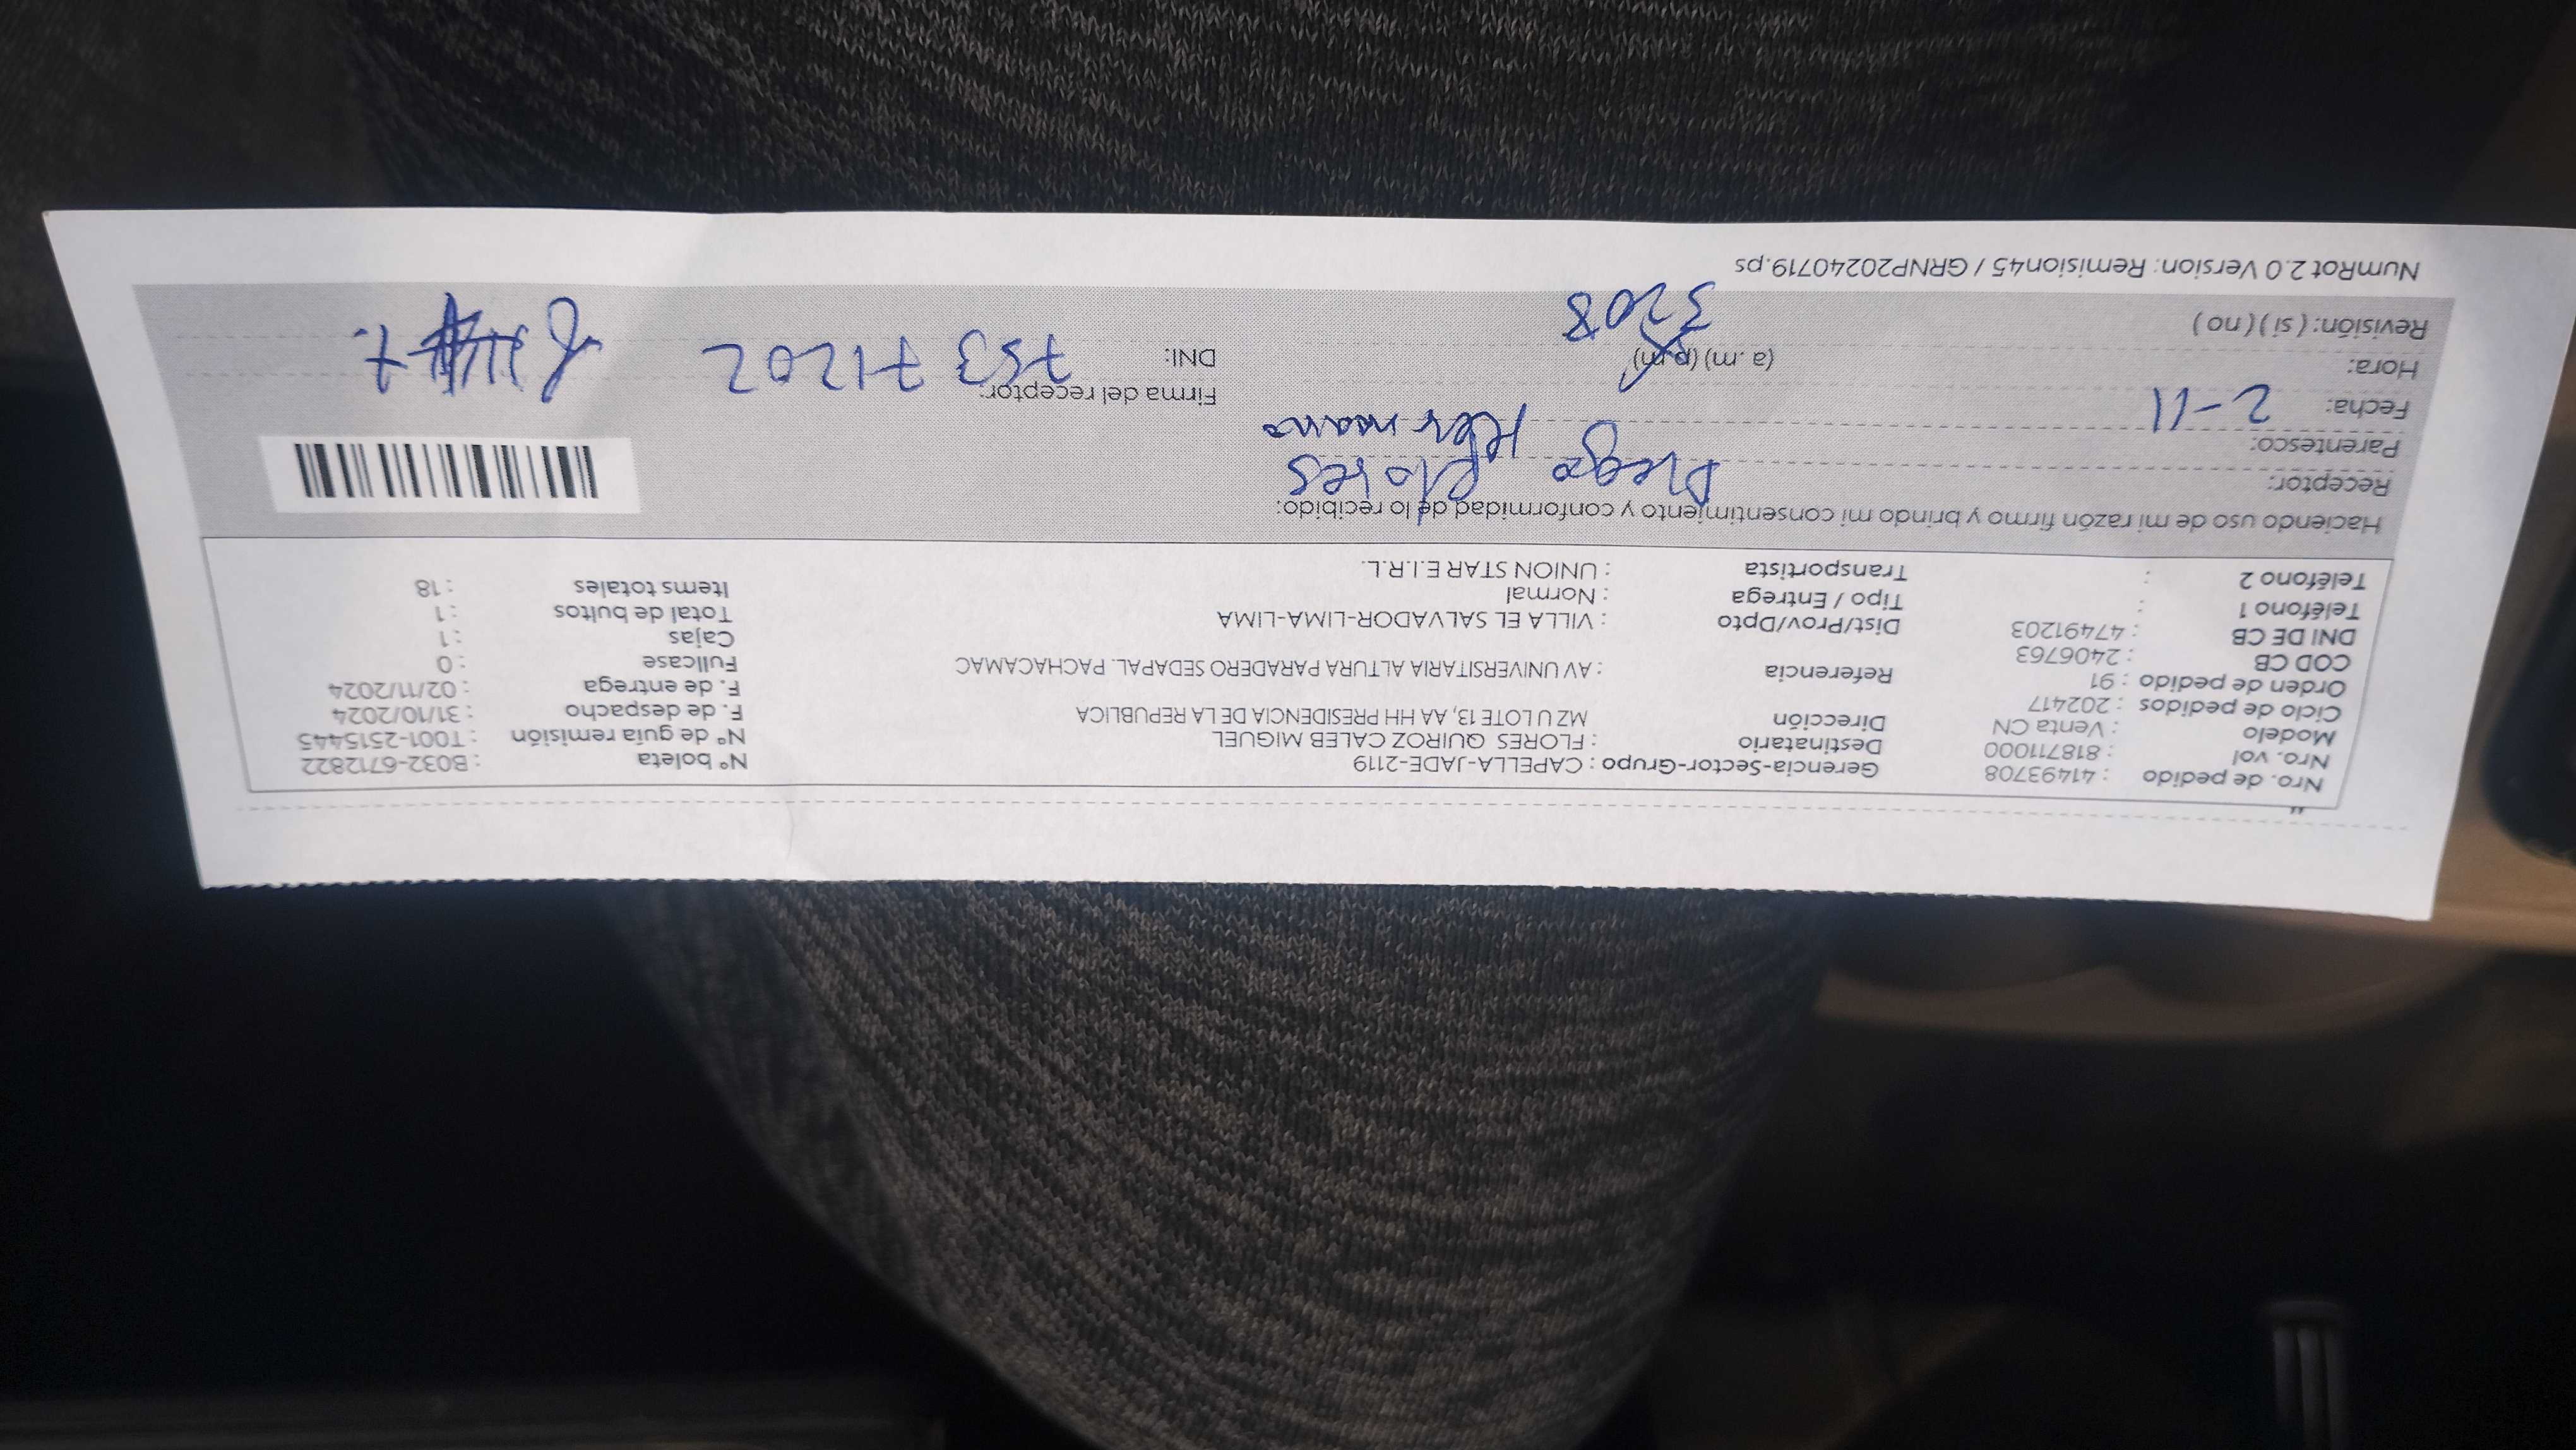 "
Nro. de pedido : 41493708 Gerencia-Sector-Grupo : CAPELLA-JADE-2119 N° boleta : B032-6712822
Nro. vol : 818711000 Destinatario : FLORES QUIROZ CALEB MIGUEL N° de guía remisión : T001-2515445
Modelo : Venta CN Dirección MZ U LOTE 13, AA HH PRESIDENCIA DE LA REPUBLICA F. de despacho : 31/10/2024
Ciclo de pedidos : 202417 F. de entrega : 02/11/2024
Orden de pedido : 91 Referencia : AV UNIVERSITARIA ALTURA PARADERO SEDAPAL. PACHACAMAC Fullcase : 0
COD CB : 2406763 Cajas : 1
DNI DE CB : 47491203 Dist/Prov/Dpto : VILLA EL SALVADOR-LIMA-LIMA Total de bultos : 1
Teléfono 1 : Tipo / Entrega : Normal Items totales : 18
Teléfono 2 : Transportista : UNION STAR E.I.R.L.
Haciendo uso de mi razón firmo y brindo mi consentimiento y conformidad de lo recibido:
Receptor: Diego Flores
Parentesco: Hermano
Fecha: 2-11 Firma del receptor:
Hora: (a. m) (p.m) DNI: 753 71202
Revisión: ( si ) ( no ) 3208
NumRot 2.0 Version: Remision45 / GRNP20240719.ps